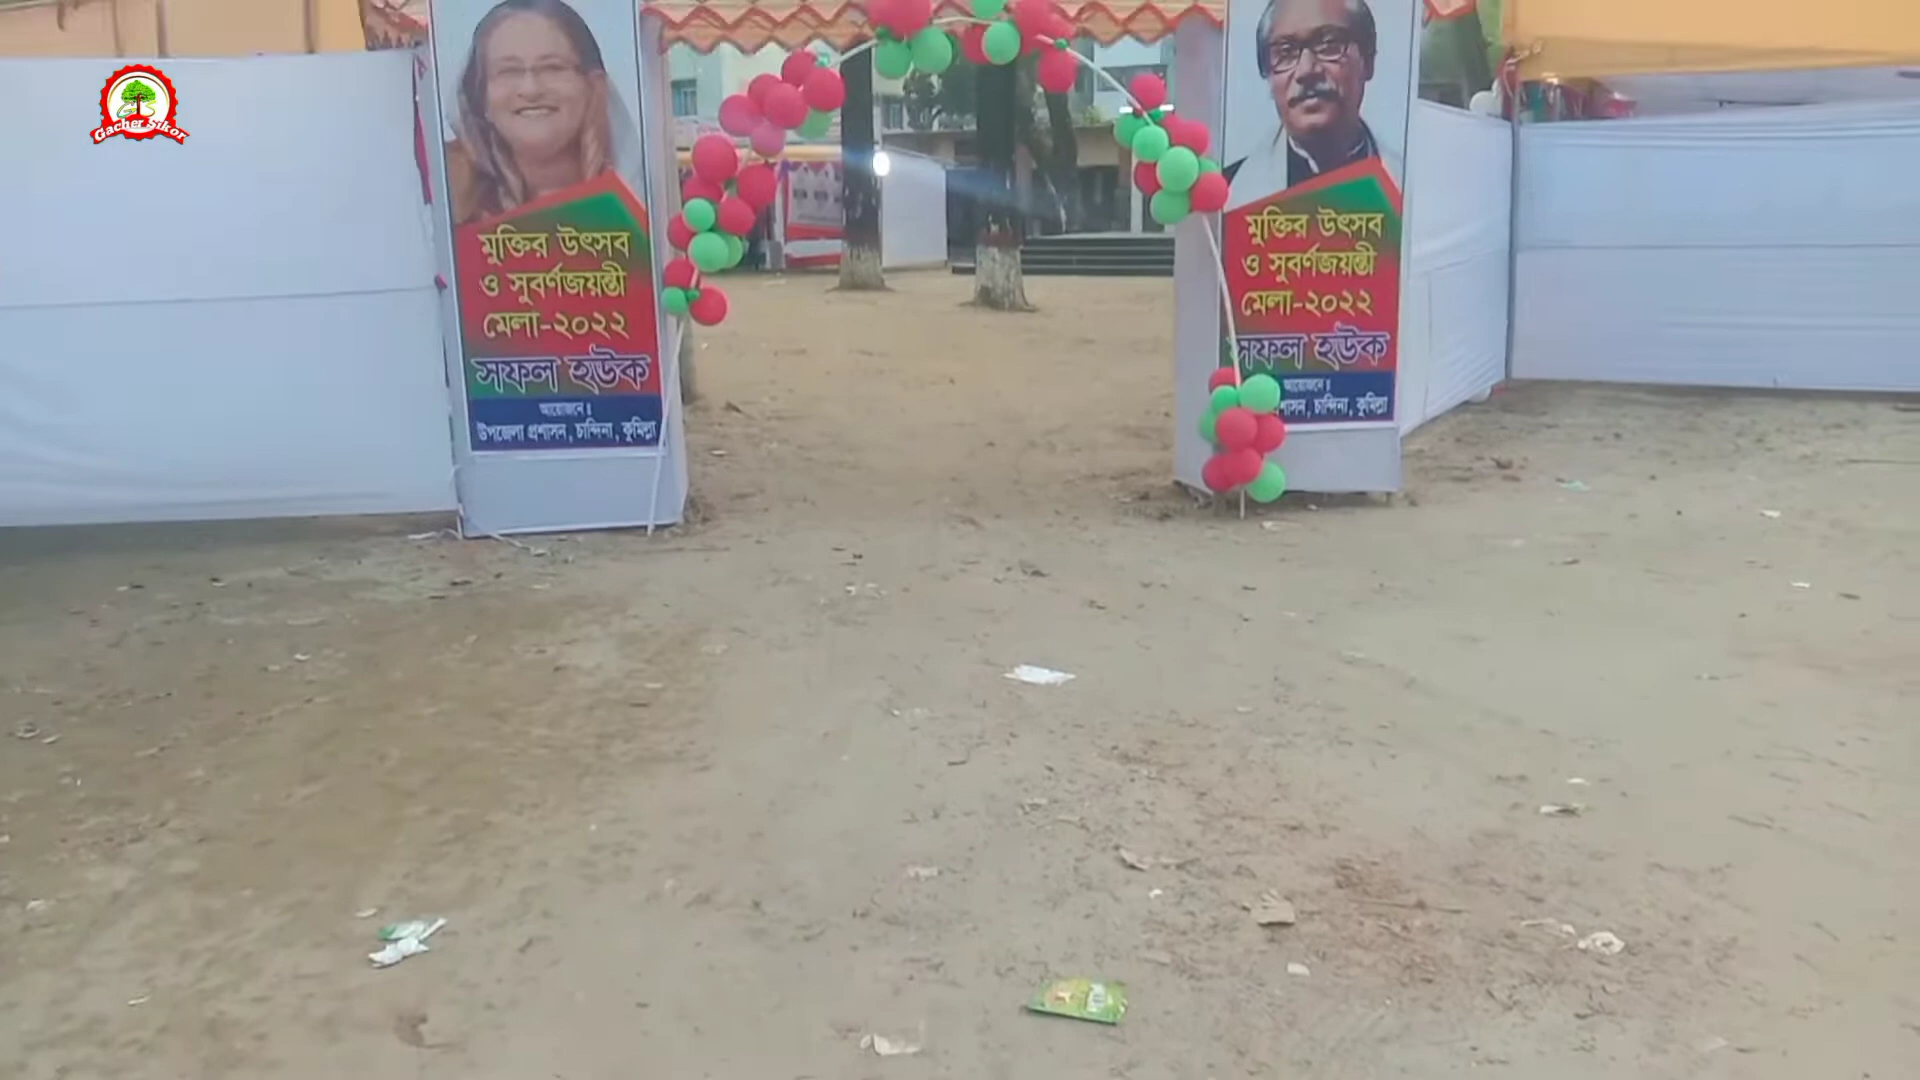 Gacher Sikor
মুক্তির উৎসব
ও সুবর্ণজয়ন্তী
মেলা-২০২২
সফল হউক
আয়োজনে ঃ
উপজেলা প্রশাসন, চান্দিনা, কুমিল্লা
মুক্তির উৎসব
ও সুবর্ণজয়ন্তী
মেলা-২০২২
সফল হউক
আয়োজনে ঃ
প্রশাসন, চান্দিনা, কুমিল্লা